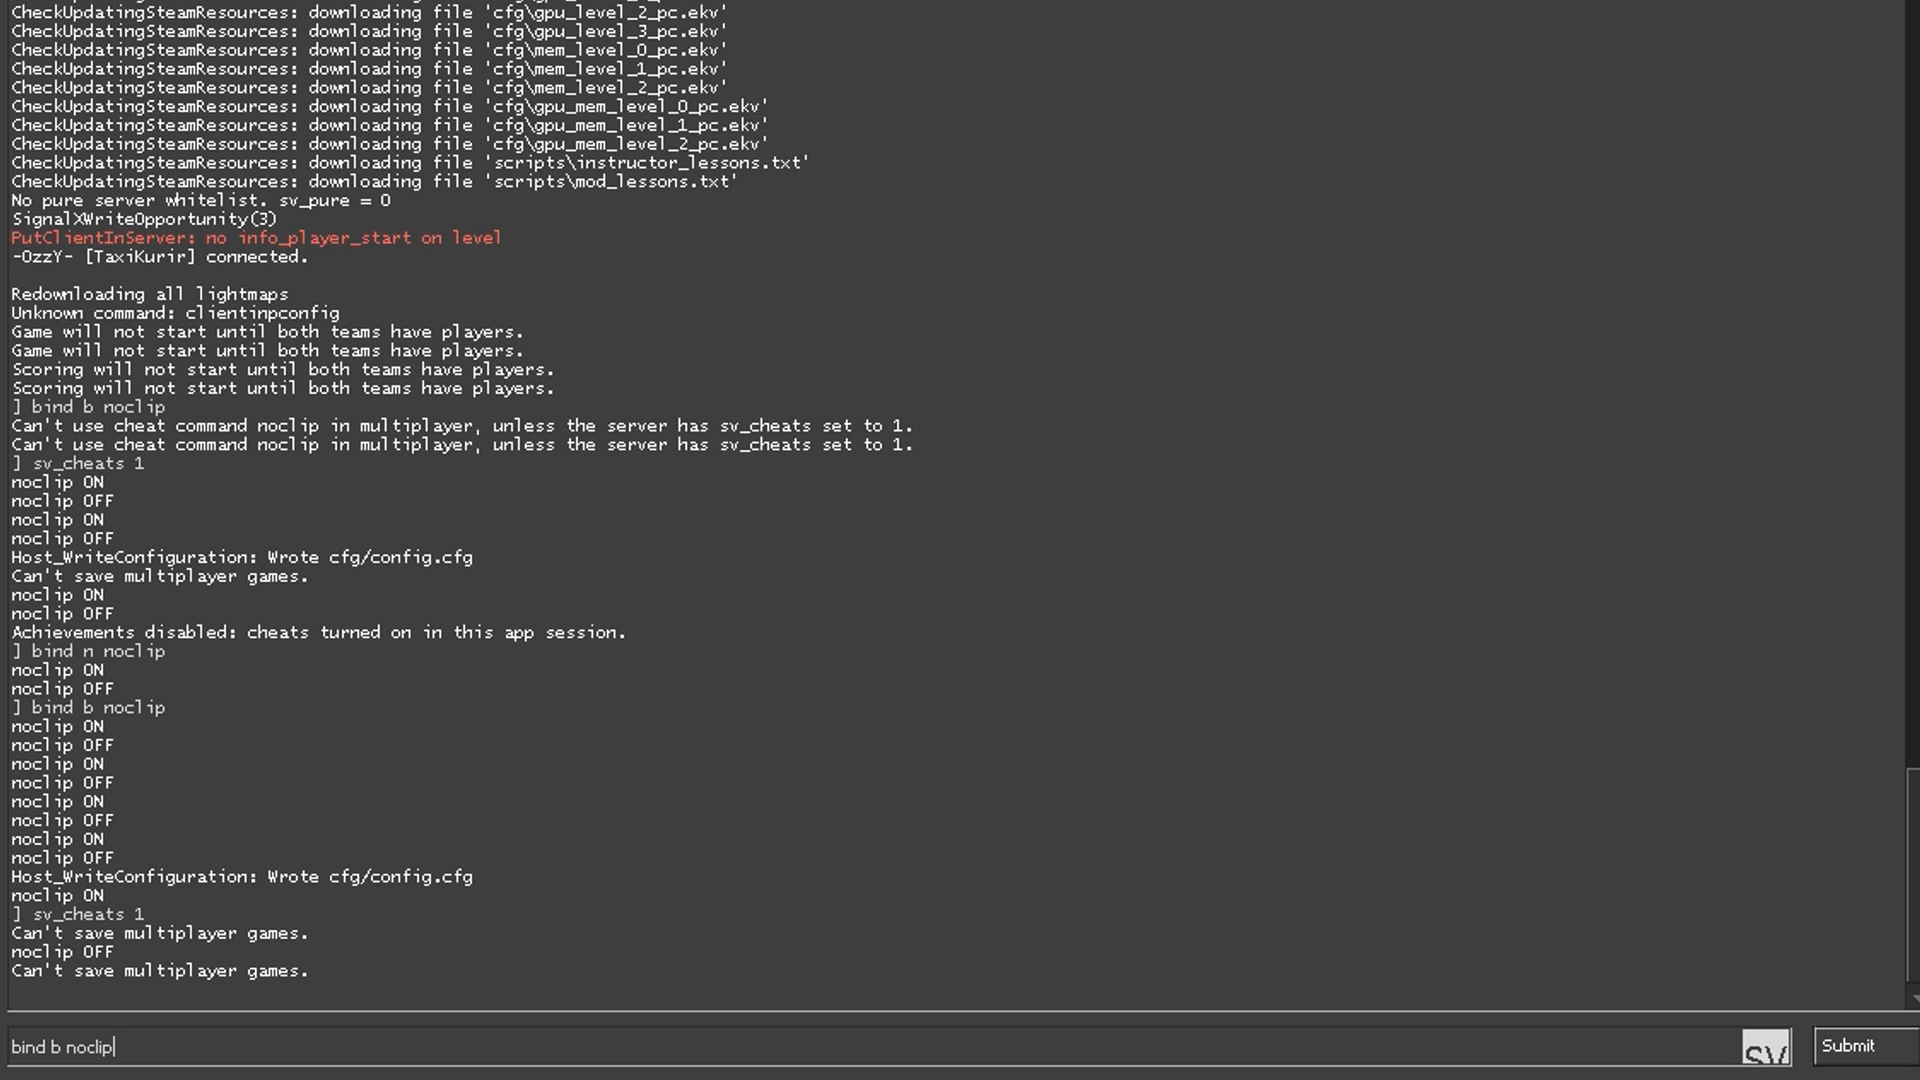 CheckUpdatingSteamResources: downloading file 'cfg\gpu_level_2_pc.ekv'
CheckUpdatingSteamResources: downloading file 'cfg\gpu_level_3_pc.ekv'
CheckUpdatingSteamResources: downloading file 'cfg\mem_level_0_pc.ekv'
CheckUpdatingSteamResources: downloading file 'cfg\mem_level_1_pc.ekv'
CheckUpdatingSteamResources: downloading file 'cfg\mem_level_2_pc.ekv'
CheckUpdatingSteamResources: downloading file 'cfg\gpu_mem_level_0_pc.ekv'
CheckUpdatingSteamResources: downloading file 'cfg\gpu_mem_level_1_pc.ekv'
CheckUpdatingSteamResources: downloading file 'cfg\gpu_mem_level_2_pc.ekv'
CheckUpdatingSteamResources: downloading file 'scripts\instructor_lessons.txt'
CheckUpdatingSteamResources: downloading file 'scripts\mod_lessons.txt'
No pure server whitelist. sv_pure = 0
SignalXWriteOpportunity(3)
PutClientInServer: no info_player_start on level
-OzzY- [TaxiKurir] connected.
Redownloading all lightmaps
Unknown command: clientinpconfig
Game will not start until both teams have players.
Game will not start until both teams have players.
Scoring will not start until both teams have players.
Scoring will not start until both teams have players.
] bind b noclip
Can't use cheat command noclip in multiplayer, unless the server has sv_cheats set to 1.
Can't use cheat command noclip in multiplayer, unless the server has sv_cheats set to 1.
] sv_cheats 1
noclip ON
noclip OFF
noclip ON
noclip OFF
Host_WriteConfiguration: Wrote cfg/config.cfg
Can't save multiplayer games.
noclip ON
noclip OFF
Achievements disabled: cheats turned on in this app session.
] bind n noclip
noclip ON
noclip OFF
] bind b noclip
noclip ON
noclip OFF
noclip ON
noclip OFF
noclip ON
noclip OFF
noclip ON
noclip OFF
Host_WriteConfiguration: Wrote cfg/config.cfg
noclip ON
] sv_cheats 1
Can't save multiplayer games.
noclip OFF
Can't save multiplayer games.
bind b noclip
SV
Submit